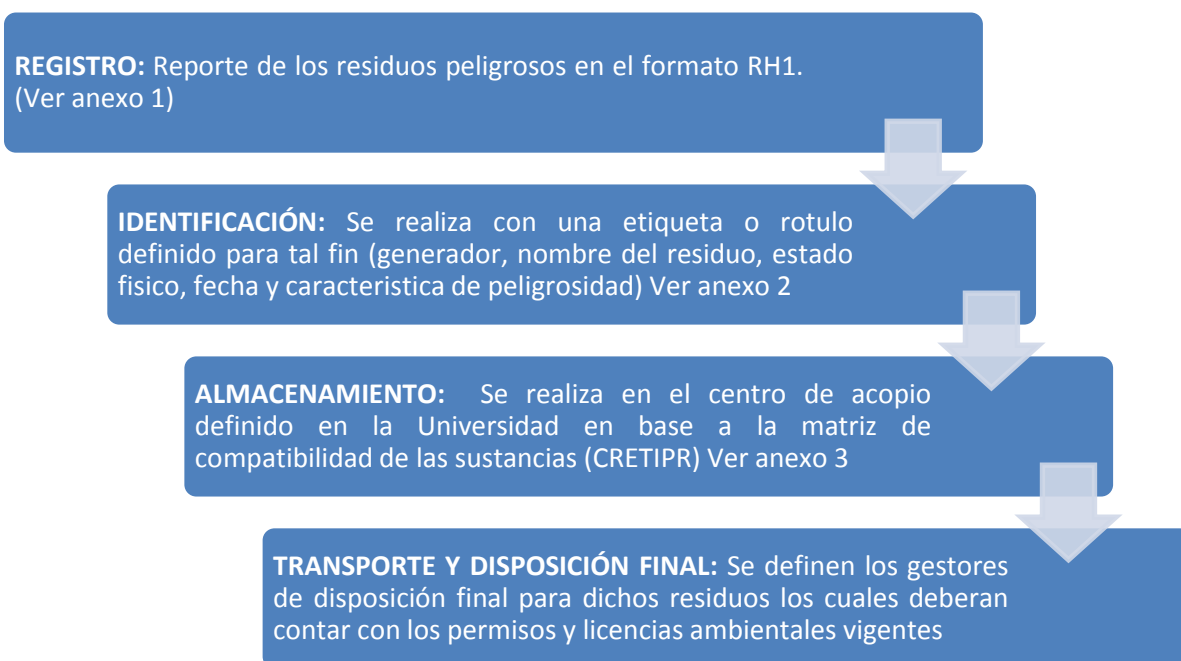 REGISTRO: Reporte de los residuos peligrosos en el formato RH1.
(Ver anexo 1)
IDENTIFICACIÓN: Se realiza con una etiqueta o rotulo
definido para tal fin (generador, nombre del residuo, estado
fisico, fecha y caracteristica de peligrosidad) Ver anexo 2
ALMACENAMIENTO: Se realiza en el centro de acopio
definido en la Universidad en base a la matriz de
compatibilidad de las sustancias (CRETIPR) Ver anexo 3
TRANSPORTE Y DISPOSICIÓN FINAL: Se definen los gestores
de disposición final para dichos residuos los cuales deberan
contar con los permisos y licencias ambientales vigentes